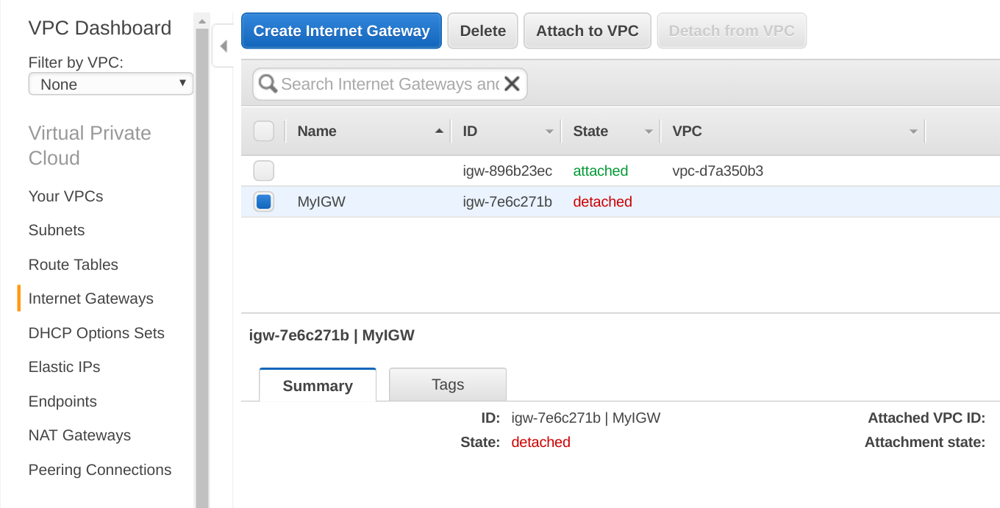 VPC Dashboard
Filter by VPC:
None
Virtual Private
Cloud
Your VPCs
Subnets
Route Tables
Internet Gateways
DHCP Options Sets
Elastic IPs
Endpoints
NAT Gateways
Peering Connections
Create Internet Gateway Delete Attach to VPC Detach from VPC
Search Internet Gateways and
Name ID State VPC
igw-896b23ec attached vpc-d7a350b3
MyIGW igw-7e6c271b detached
igw-7e6c271b | MyIGW
Summary Tags
ID: igw-7e6c271b | MyIGW Attached VPC ID:
State: detached Attachment state: